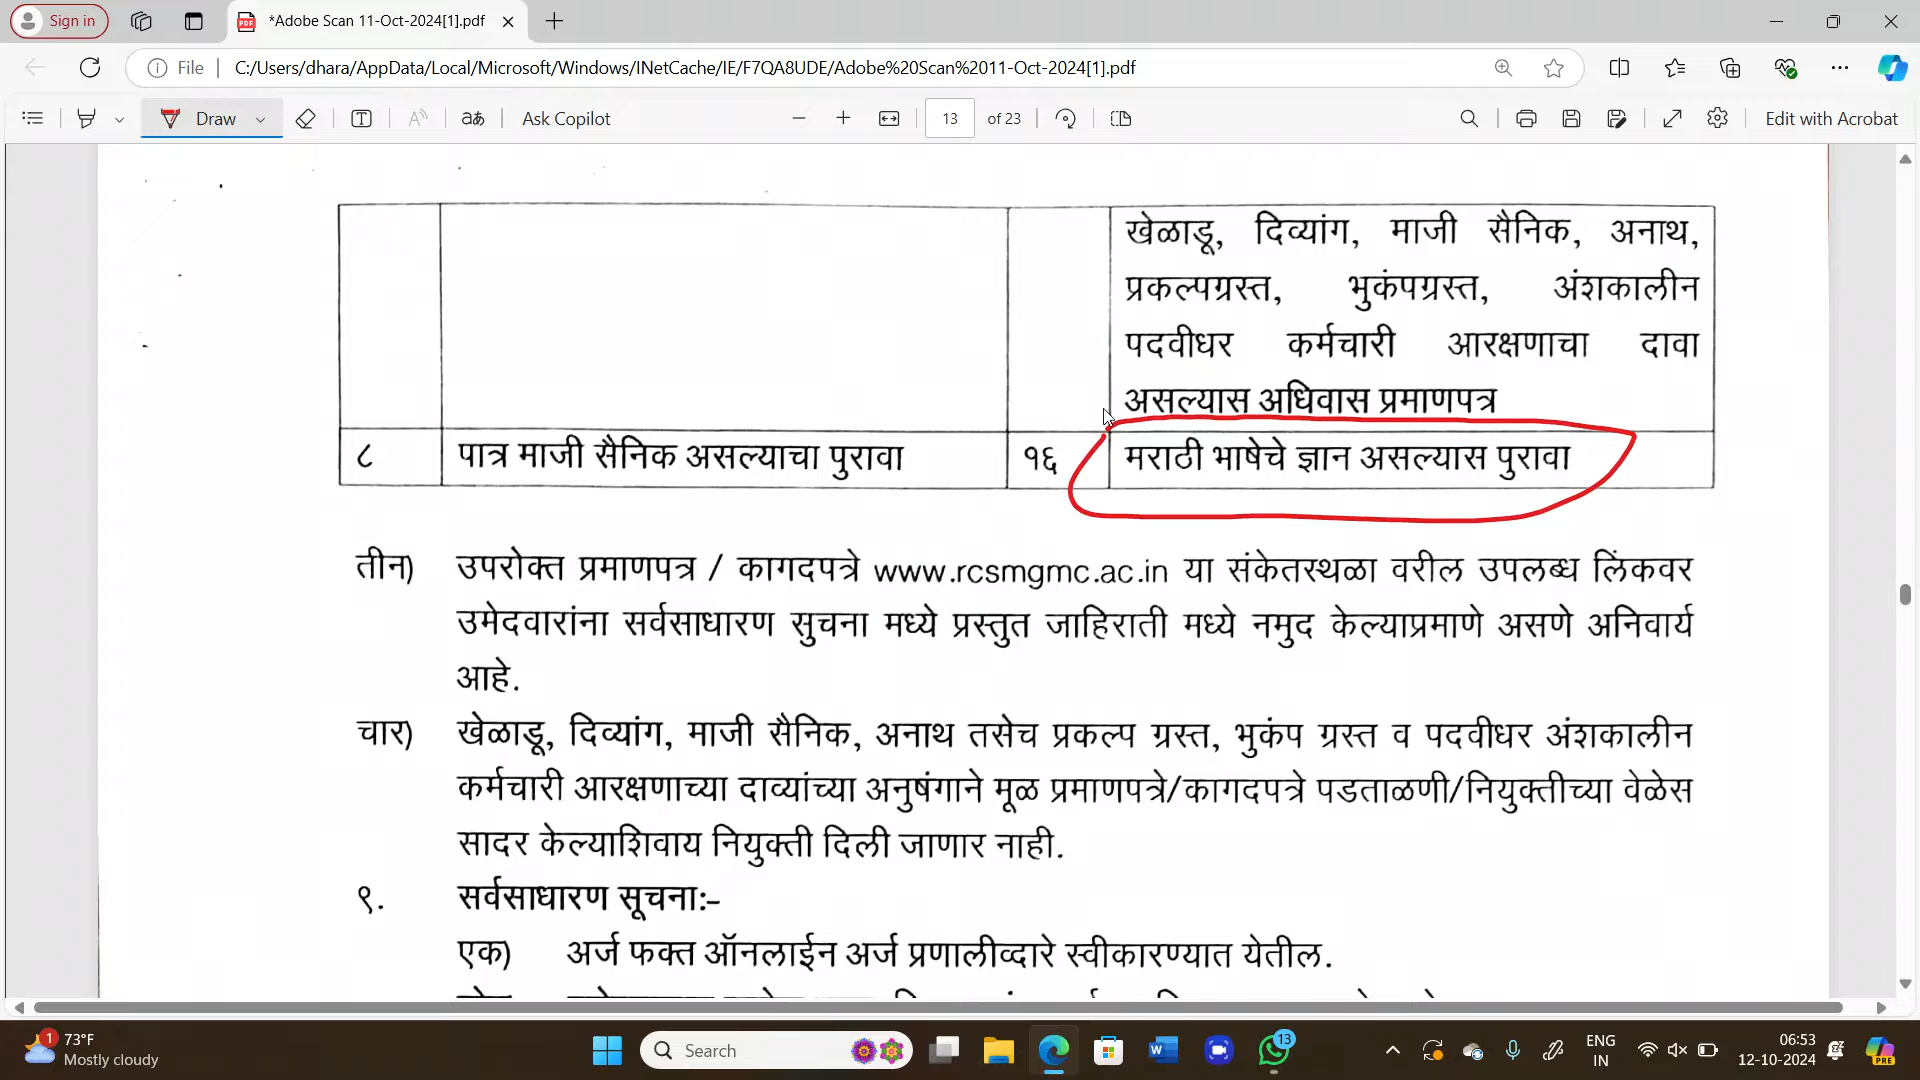 Sign in
*Adobe Scan 11-Oct-2024[1].pdf
File
C:/Users/dhara/AppData/Local/Microsoft/Windows/INetCache/IE/F7QA8UDE/Adobe%20Scan%2011-Oct-2024[1].pdf
Draw
Ask Copilot
13 of 23
Edit with Acrobat
खेळाडू, दिव्यांग, माजी सैनिक, अनाथ,
प्रकल्पग्रस्त, भुकंपग्रस्त, अंशकालीन
पदवीधर कर्मचारी आरक्षणाचा दावा
असल्यास अधिवास प्रमाणपत्र
८ पात्र माजी सैनिक असल्याचा पुरावा १६ मराठी भाषेचे ज्ञान असल्यास पुरावा
तीन) उपरोक्त प्रमाणपत्र / कागदपत्रे www.rcsmgmc.ac.in या संकेतस्थळा वरील उपलब्ध लिंकवर
उमेदवारांना सर्वसाधारण सुचना मध्ये प्रस्तुत जाहिराती मध्ये नमुद केल्याप्रमाणे असणे अनिवार्य
आहे.
चार) खेळाडू, दिव्यांग, माजी सैनिक, अनाथ तसेच प्रकल्प ग्रस्त, भुकंप ग्रस्त व पदवीधर अंशकालीन
कर्मचारी आरक्षणाच्या दाव्यांच्या अनुषंगाने मूळ प्रमाणपत्रे/कागदपत्रे पडताळणी/नियुक्तीच्या वेळेस
सादर केल्याशिवाय नियुक्ती दिली जाणार नाही.
९. सर्वसाधारण सूचना:-
एक) अर्ज फक्त ऑनलाईन अर्ज प्रणालीव्दारे स्वीकारण्यात येतील.
1
73°F
Mostly cloudy
Search
13
ENG
IN
06:53
12-10-2024
PRE